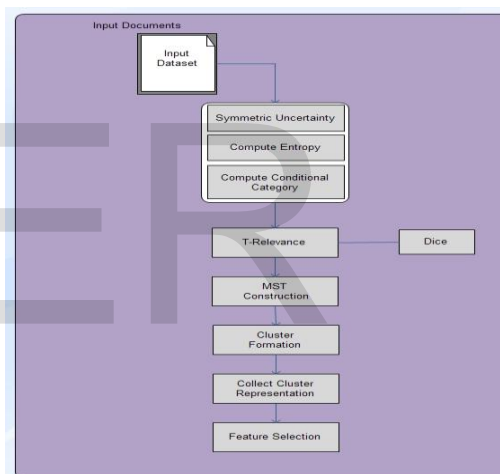 Input Documents
Input
Dataset
Symmetric Uncertainty
Compute Entropy
Compute Conditional
Category
T-Relevance
Dice
MST
Construction
Cluster
Formation
Collect Cluster
Representation
Feature Selection
ER